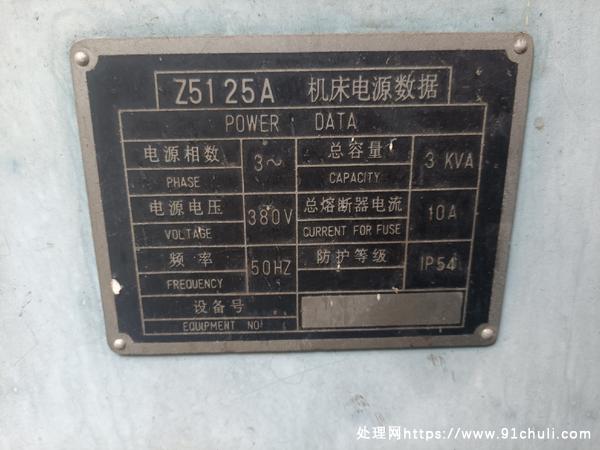 Z5125A 机床电源数据
POWER DATA
电源相数 3~ 总容量 3 KVA
PHASE CAPACITY
电源电压 380V 总熔断器电流 10A
VOLTAGE CURRENT FOR FUSE
频率 50HZ 防护等级 IP54
FREQUENCY
设备号
EQUIPMENT NO
处理网https://www.91chuli.com/